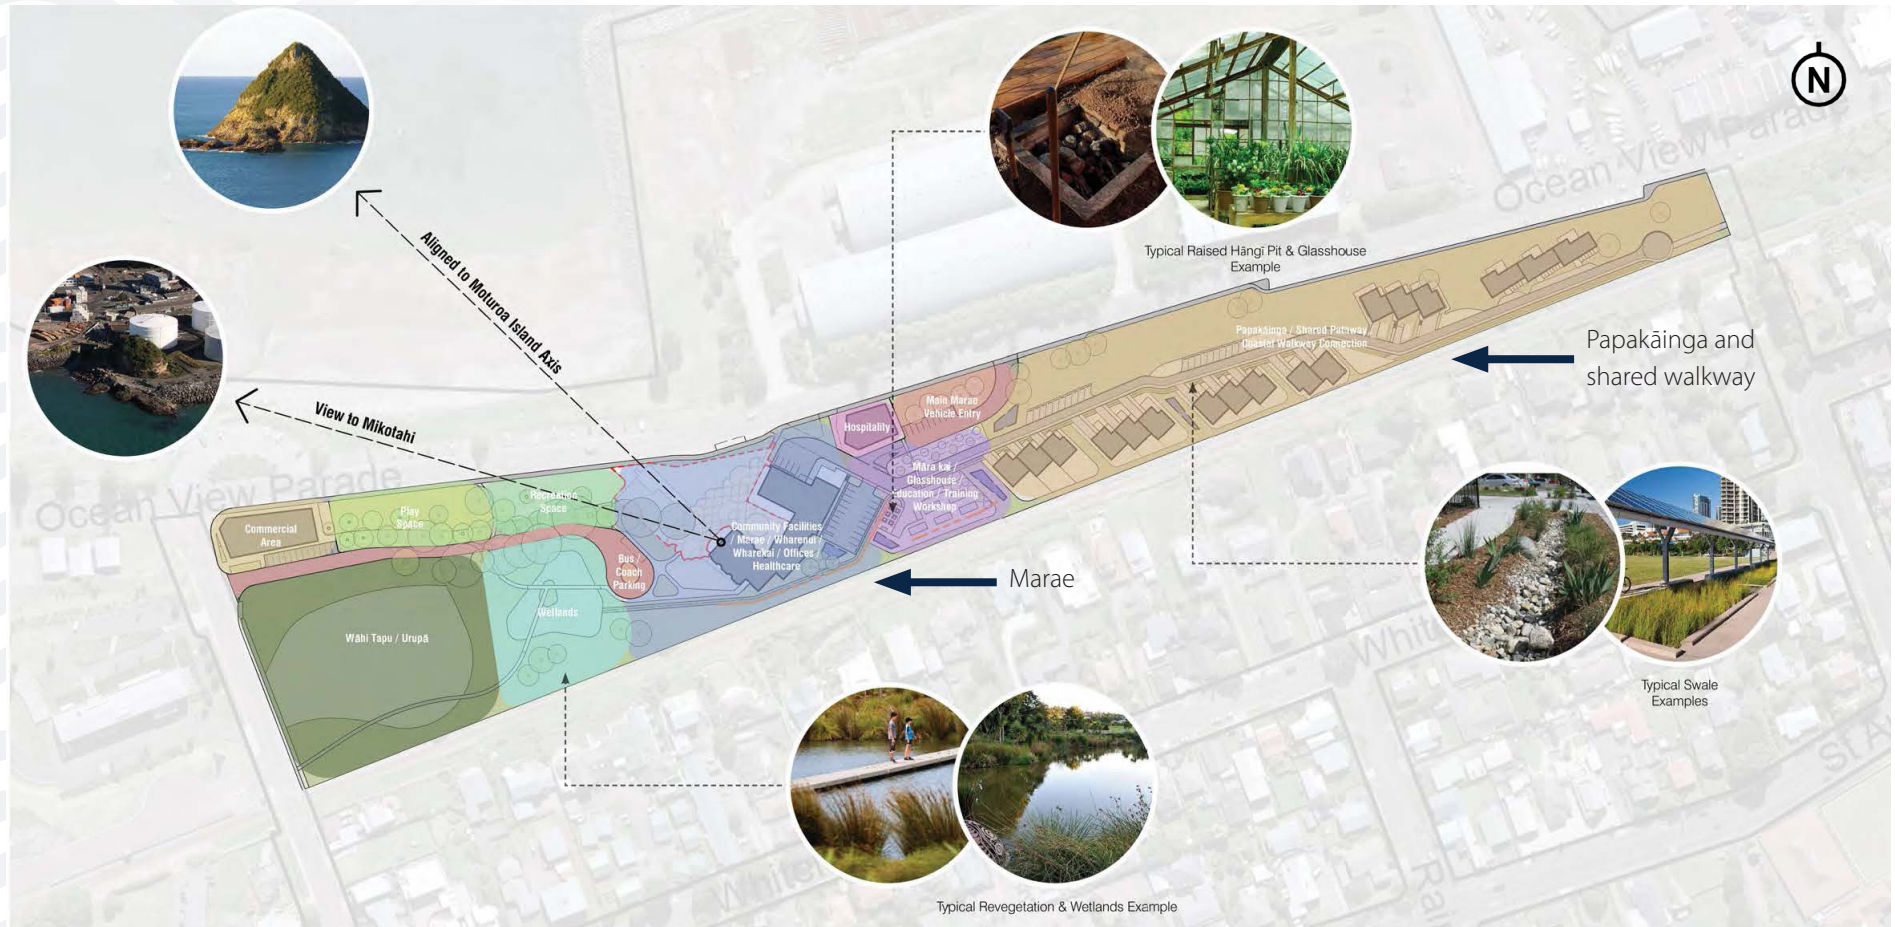 N
Ocean View Parade
Aligned to Moturoa Island Axis
View to Mikotahi
Typical Raised Hāngī Pit & Glasshouse
Example
Papakāinga / Shared Pathway
Coastal Walkway Connection
Papakāinga and
shared walkway
Main Marae
Vehicle Entry
Hospitality
Māra kai /
Glasshouse /
Education / Training
Workshop
Ocean View Parade
Commercial
Area
Play
Space
Recreation
Space
Community Facilities
/ Marae / Wharenui /
Wharekai / Offices /
Healthcare
Bus /
Coach
Parking
Marae
Wetlands
Wāhi Tapu / Urupā
Typical Swale
Examples
Typical Revegetation & Wetlands Example